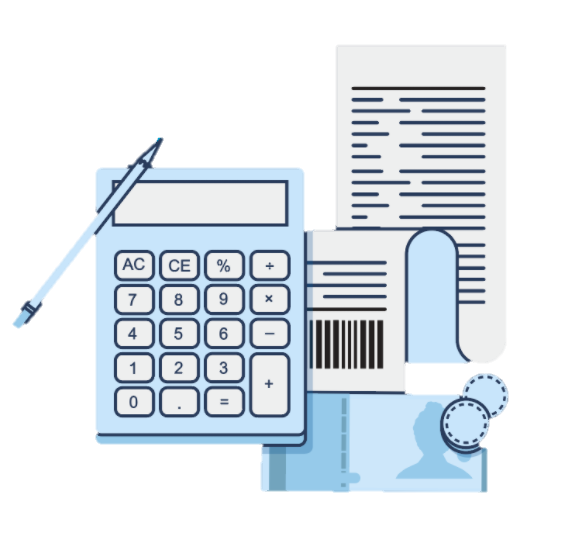 AC CE % ÷
7 8 9 ×
4 5 6 –
1 2 3
+
0 . =